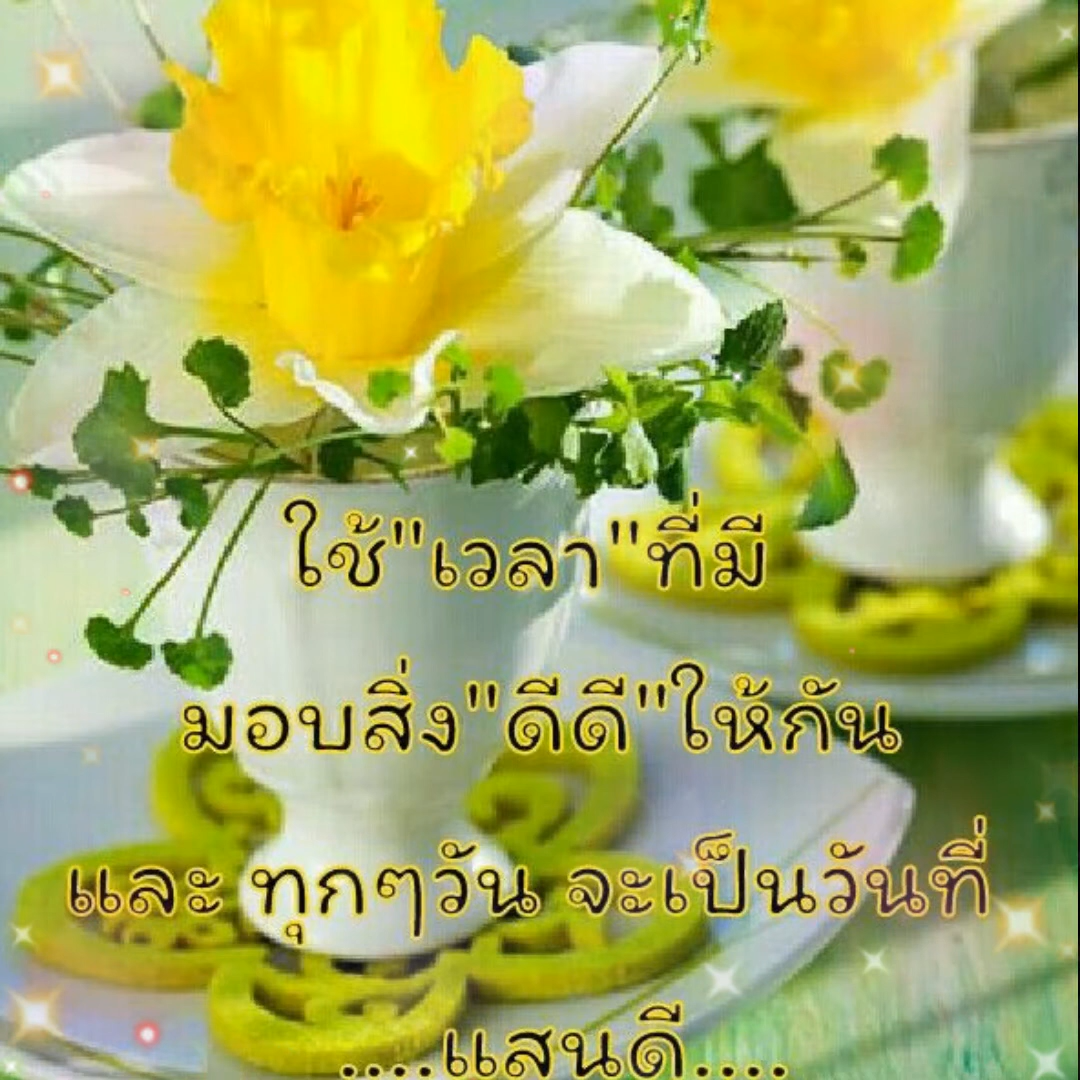 ใช้"เวลา"ที่มี
มอบสิ่ง"ดีดี"ให้กัน
และ ทุกๆวัน จะเป็นวันที่
....แสนดี....